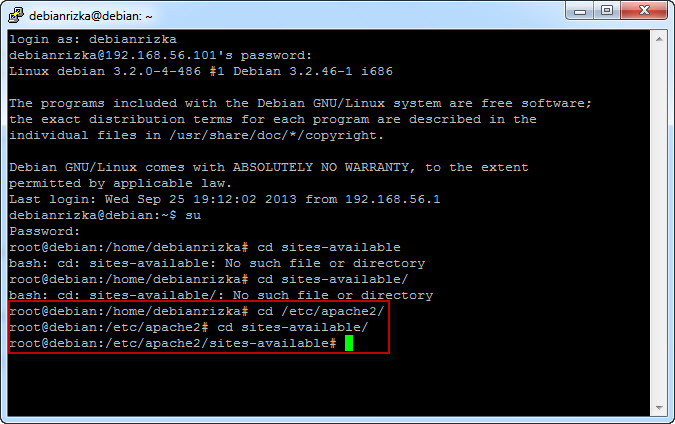 debianrizka@debian: ~
login as: debianrizka
debianrizka@192.168.56.101's password:
Linux debian 3.2.0-4-486 #1 Debian 3.2.46-1 i686
The programs included with the Debian GNU/Linux system are free software;
the exact distribution terms for each program are described in the
individual files in /usr/share/doc/*/copyright.
Debian GNU/Linux comes with ABSOLUTELY NO WARRANTY, to the extent
permitted by applicable law.
Last login: Wed Sep 25 19:12:02 2013 from 192.168.56.1
debianrizka@debian:~$ su
Password:
root@debian:/home/debianrizka# cd sites-available
bash: cd: sites-available: No such file or directory
root@debian:/home/debianrizka# cd sites-available/
bash: cd: sites-available/: No such file or directory
root@debian:/home/debianrizka# cd /etc/apache2/
root@debian:/etc/apache2# cd sites-available/
root@debian:/etc/apache2/sites-available#